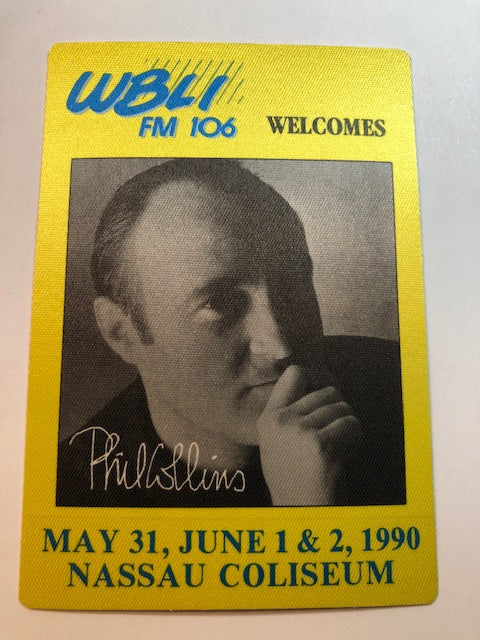 WBLI
FM 106 WELCOMES
Phil Collins
MAY 31, JUNE 1 & 2, 1990
NASSAU COLISEUM